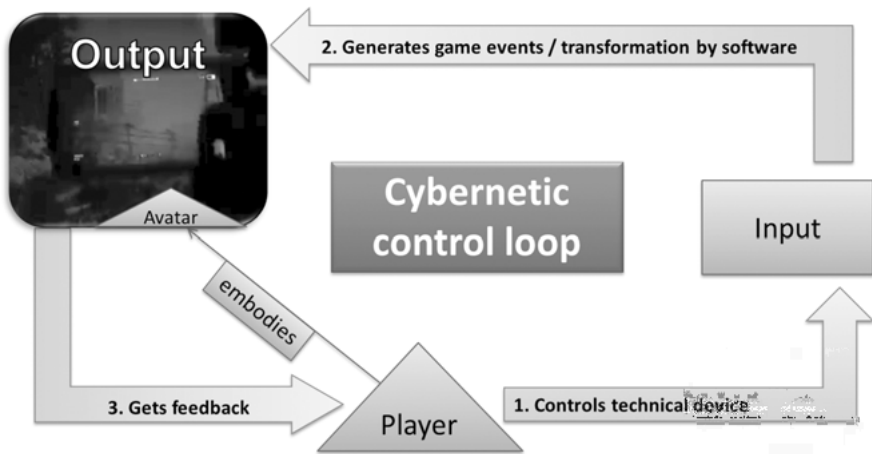 Output
2. Generates game events / transformation by software
Avatar
Cybernetic
control loop
Input
embodies
3. Gets feedback
Player
1. Controls technical device